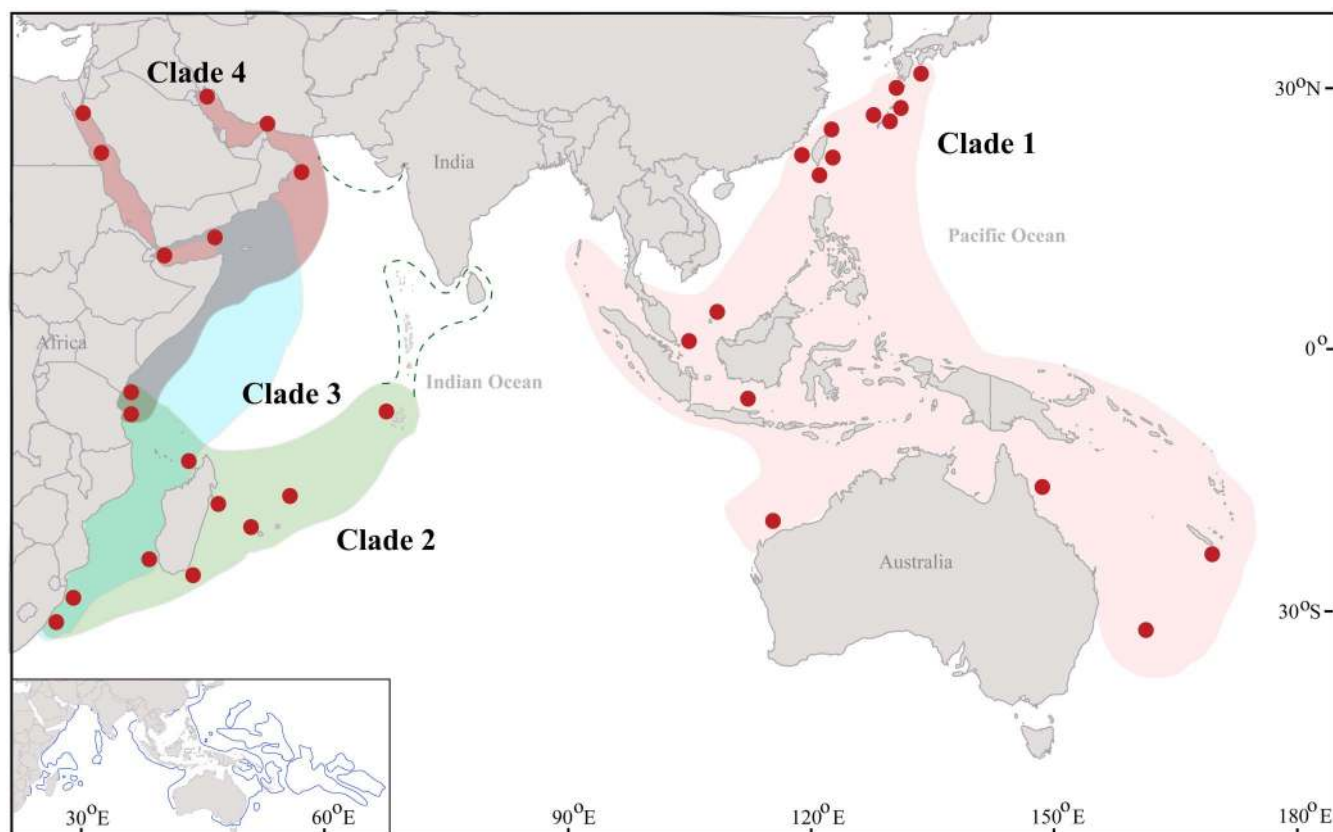 Clade 4
30°N
Clade 1
India
Pacific Ocean
Africa
0°
Clade 3
Indian Ocean
Clade 2
Australia
30°S
30°E
60°E
90°E
120°E
150°E
180°E